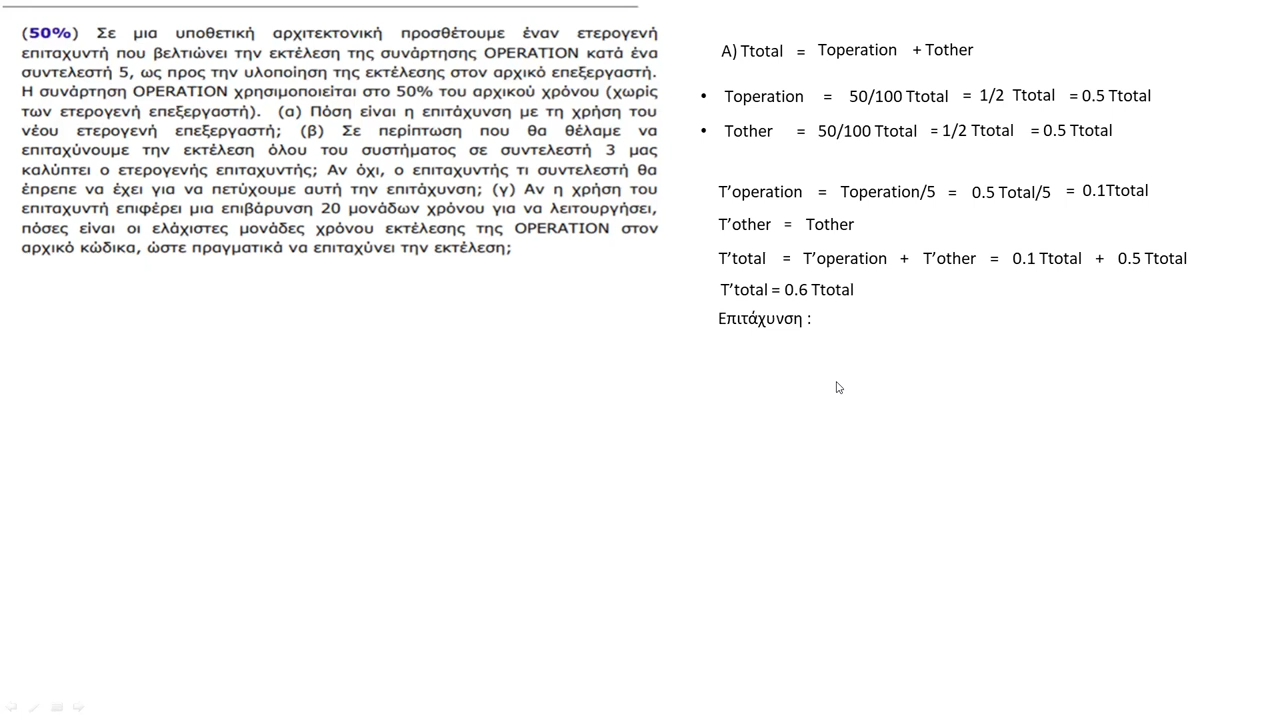 (50%) Σε μια υποθετική αρχιτεκτονική προσθέτουμε έναν ετερογενή
επιταχυντή που βελτιώνει την εκτέλεση της συνάρτησης OPERATION κατά ένα
συντελεστή 5, ως προς την υλοποίηση της εκτέλεσης στον αρχικό επεξεργαστή.
Η συνάρτηση OPERATION χρησιμοποιείται στο 50% του αρχικού χρόνου (χωρίς
των ετερογενή επεξεργαστή). (α) Πόση είναι η επιτάχυνση με τη χρήση του
νέου ετερογενή επεξεργαστή; (β) Σε περίπτωση που θα θέλαμε να
επιταχύνουμε την εκτέλεση όλου του συστήματος σε συντελεστή 3 μας
καλύπτει ο ετερογενής επιταχυντής; Αν όχι, ο επιταχυντής τι συντελεστή θα
έπρεπε να έχει για να πετύχουμε αυτή την επιτάχυνση; (γ) Αν η χρήση του
επιταχυντή επιφέρει μια επιβάρυνση 20 μονάδων χρόνου για να λειτουργήσει,
πόσες είναι οι ελάχιστες μονάδες χρόνου εκτέλεσης της OPERATION στον
αρχικό κώδικα, ώστε πραγματικά να επιταχύνει την εκτέλεση;
A) Ttotal = Toperation + Tother
• Toperation = 50/100 Ttotal = 1/2 Ttotal = 0.5 Ttotal
• Tother = 50/100 Ttotal = 1/2 Ttotal = 0.5 Ttotal
T’operation = Toperation/5 = 0.5 Total/5 = 0.1Ttotal
T’other = Tother
T’total = T’operation + T’other = 0.1 Ttotal + 0.5 Ttotal
T’total = 0.6 Ttotal
Επιτάχυνση :